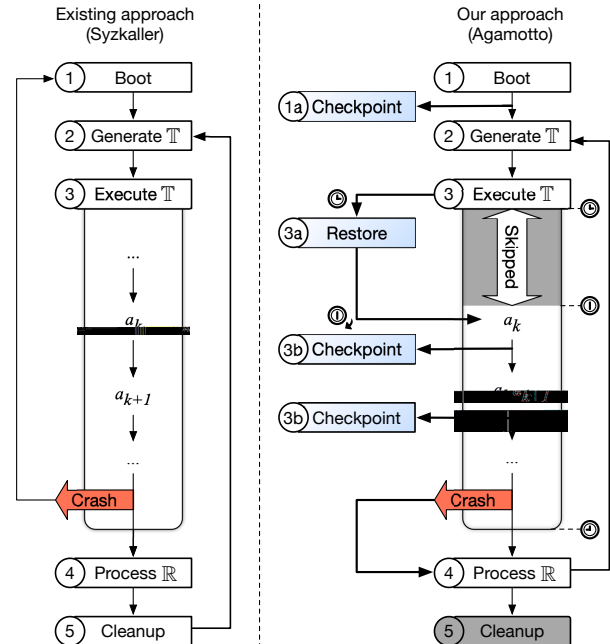 Existing approach
(Syzkaller)
1 Boot
2 Generate 𝕋
3 Execute 𝕋
...
...
Crash
a_{k+1}
4 Process ℝ
5 Cleanup
Our approach
(Agamotto)
1 Boot
1a Checkpoint
2 Generate 𝕋
3 Execute 𝕋
3a Restore
Skipped
a_k
3b Checkpoint
3b Checkpoint
...
Crash
4 Process ℝ
5 Cleanup